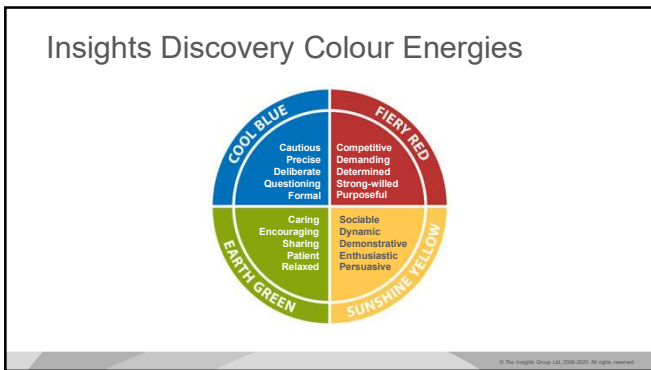 Insights Discovery Colour Energies
COOL BLUE
Cautious
Precise
Deliberate
Questioning
Formal
FIERY RED
Competitive
Demanding
Determined
Strong-willed
Purposeful
EARTH GREEN
Caring
Encouraging
Sharing
Patient
Relaxed
SUNSHINE YELLOW
Sociable
Dynamic
Demonstrative
Enthusiastic
Persuasive
© The Insights Group Ltd, 2009-2020. All rights reserved.